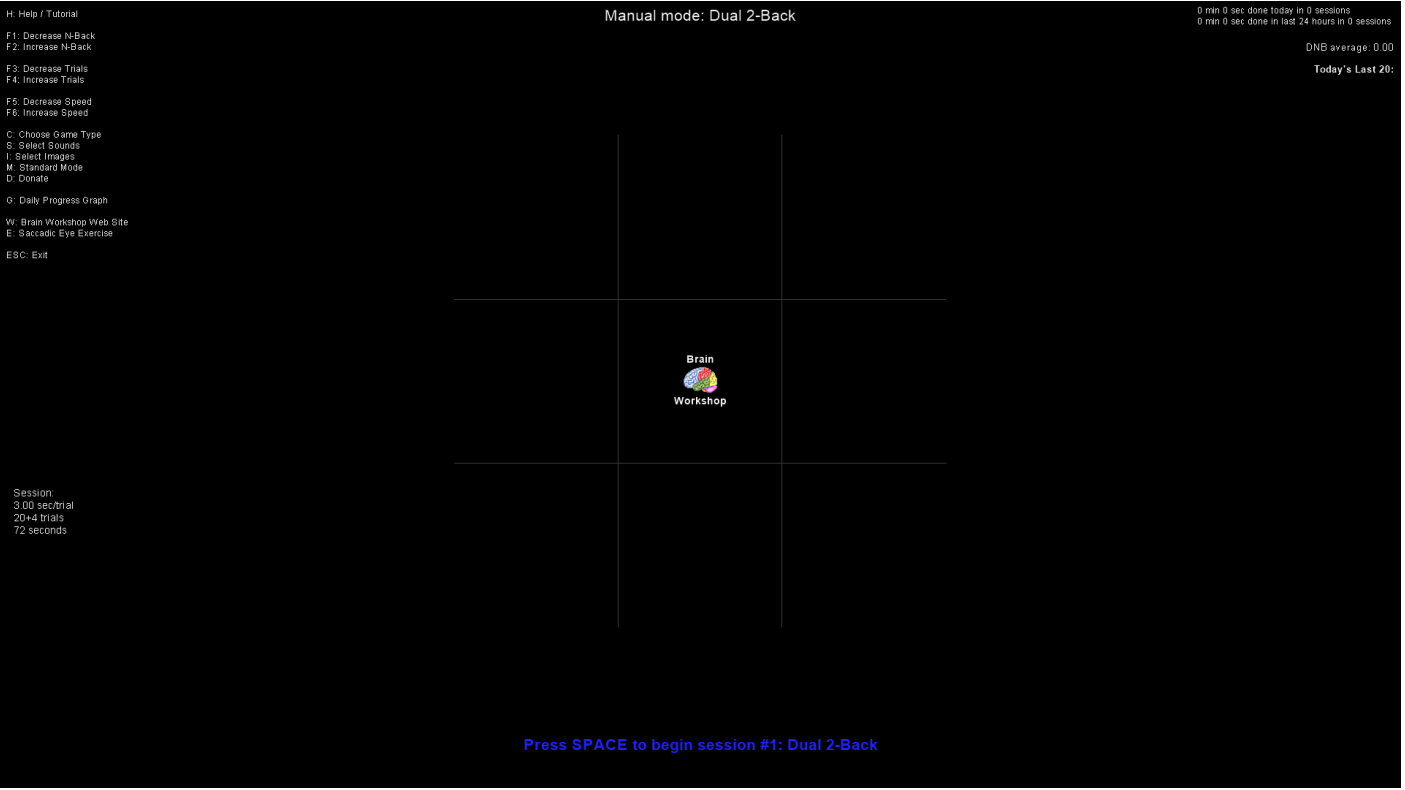 H: Help / Tutorial
F1: Decrease N-Back
F2: Increase N-Back
F3: Decrease Trials
F4: Increase Trials
F5: Decrease Speed
F6: Increase Speed
C: Choose Game Type
S: Select Sounds
I: Select Images
M: Standard Mode
D: Donate
G: Daily Progress Graph
W: Brain Workshop Web Site
E: Saccadic Eye Exercise
ESC: Exit
Manual mode: Dual 2-Back
0 min 0 sec done today in 0 sessions
0 min 0 sec done in last 24 hours in 0 sessions
DNB average: 0.00
Today's Last 20:
Brain
Workshop
Session:
3.00 sec/trial
20+4 trials
72 seconds
Press SPACE to begin session #1: Dual 2-Back